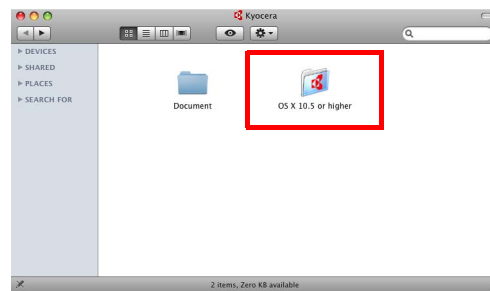 Kyocera
DEVICES
SHARED
PLACES
SEARCH FOR
Document
OS X 10.5 or higher
2 items, Zero KB available